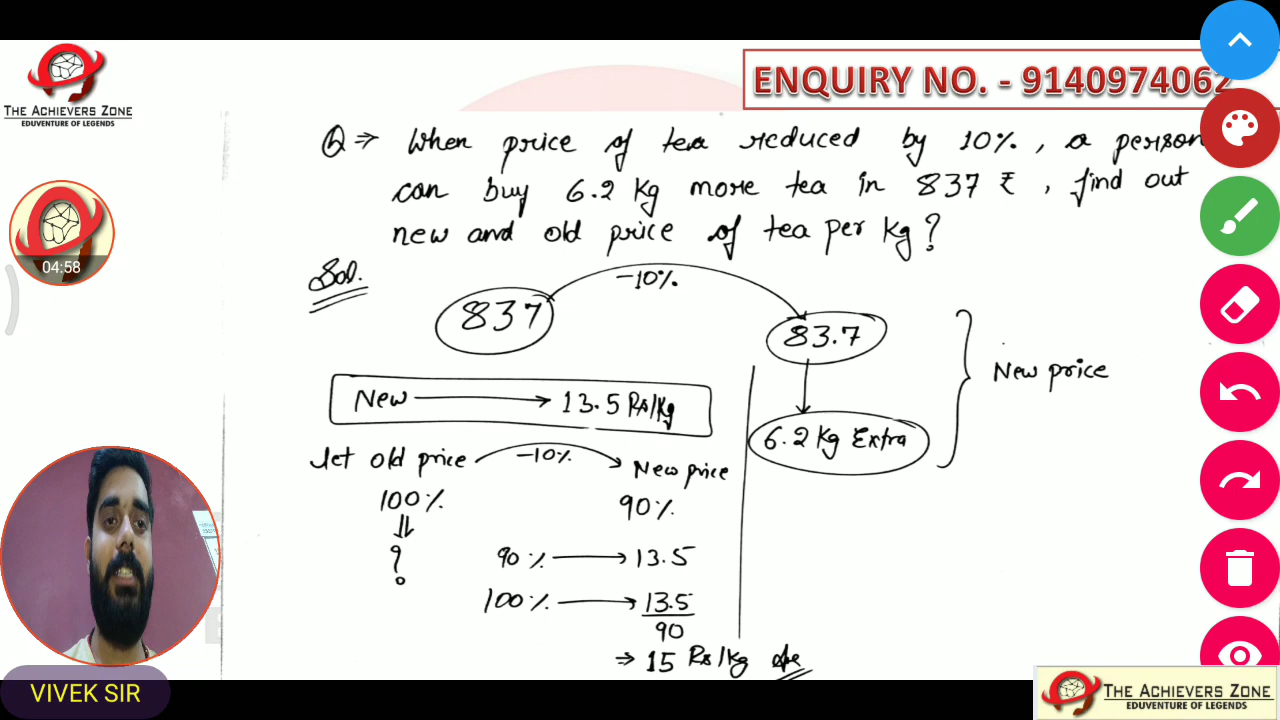 THE ACHIEVERS ZONE
EDUVENTURE OF LEGENDS
ENQUIRY NO. - 9140974062
Q ⇒ When price of tea reduced by 10%, a person
can buy 6.2 Kg more tea in 837 ₹, find out
new and old price of tea per Kg?
04:58
Sol.
-10%
837
83.7
New price
New → 13.5 Rs/Kg
6.2 Kg Extra
let old price -10% → New price
100% 90%
⇓
? 90% → 13.5
100% → 13.5
90
⇒ 15 Rs/Kg
VIVEK SIR
THE ACHIEVERS ZONE
EDUVENTURE OF LEGENDS